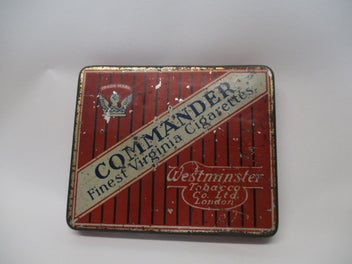 COMMANDER
Finest Virginia Cigarettes.
Westminster
Tobacco
Co. Ltd.
London